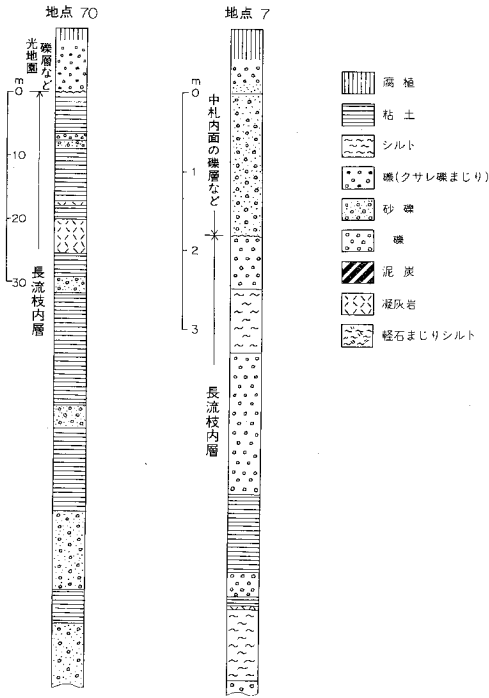 地点 70
光地園
礫層など
m
0
10
20
30
長流枝内層
地点 7
m
0
1
2
3
中札内面の礫層など
長流枝内層
腐植
粘土
シルト
礫(クサレ礫まじり)
砂礫
礫
泥炭
凝灰岩
軽石まじりシルト